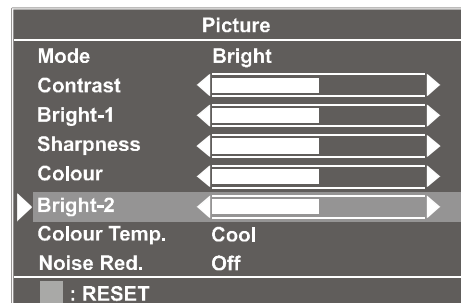 Picture
Mode Bright
Contrast
Bright-1
Sharpness
Colour
Bright-2
Colour Temp. Cool
Noise Red. Off
: RESET